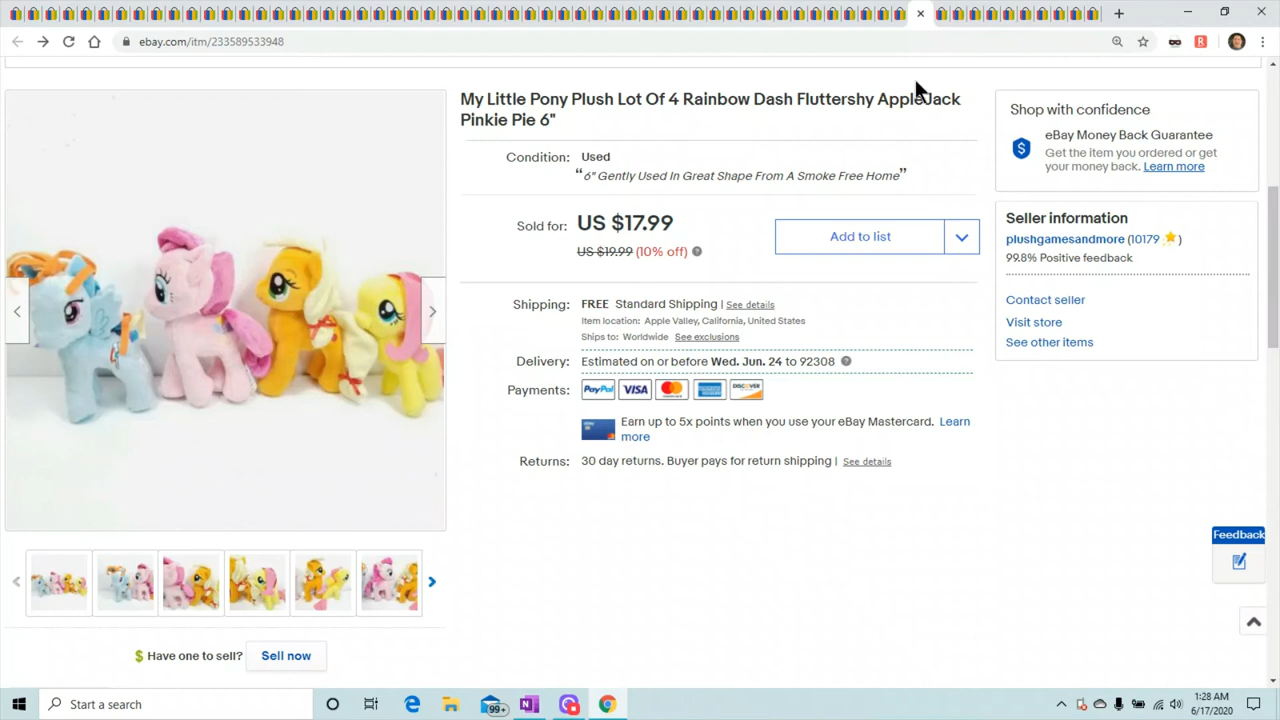 ebay.com/itm/233589533948
R
My Little Pony Plush Lot Of 4 Rainbow Dash Fluttershy AppleJack
Pinkie Pie 6"
Condition: Used
“6" Gently Used In Great Shape From A Smoke Free Home”
Sold for: US $17.99
US $19.99 (10% off)
Add to list
Shipping: FREE Standard Shipping | See details
Item location: Apple Valley, California, United States
Ships to: Worldwide See exclusions
Delivery: Estimated on or before Wed. Jun. 24 to 92308
Payments: PayPal VISA MasterCard AMERICAN EXPRESS DISCOVER
Earn up to 5x points when you use your eBay Mastercard. Learn
more
Returns: 30 day returns. Buyer pays for return shipping | See details
Shop with confidence
eBay Money Back Guarantee
Get the item you ordered or get
your money back. Learn more
Seller information
plushgamesandmore (10179 )
99.8% Positive feedback
Contact seller
Visit store
See other items
Feedback
$ Have one to sell? Sell now
Start a search
99+
1:28 AM
6/17/2020